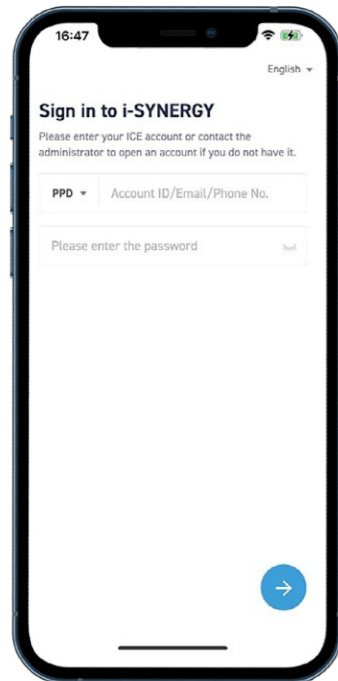 16:47
English
Sign in to i-SYNERGY
Please enter your ICE account or contact the
administrator to open an account if you do not have it.
PPD Account ID/Email/Phone No.
Please enter the password